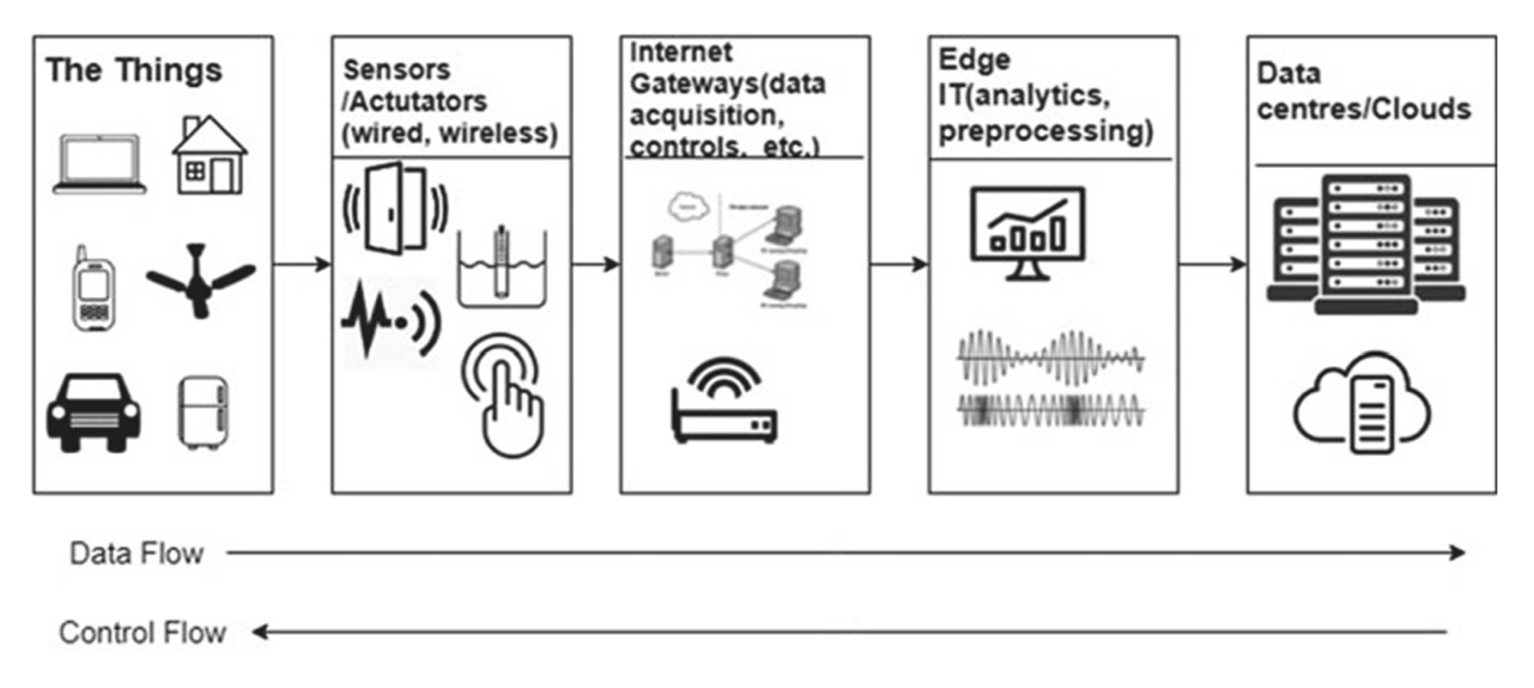 The Things
Sensors
/Actutators
(wired, wireless)
Internet
Gateways(data
acquisition,
controls, etc.)
Edge
IT(analytics,
preprocessing)
Data
centres/Clouds
Data Flow
Control Flow